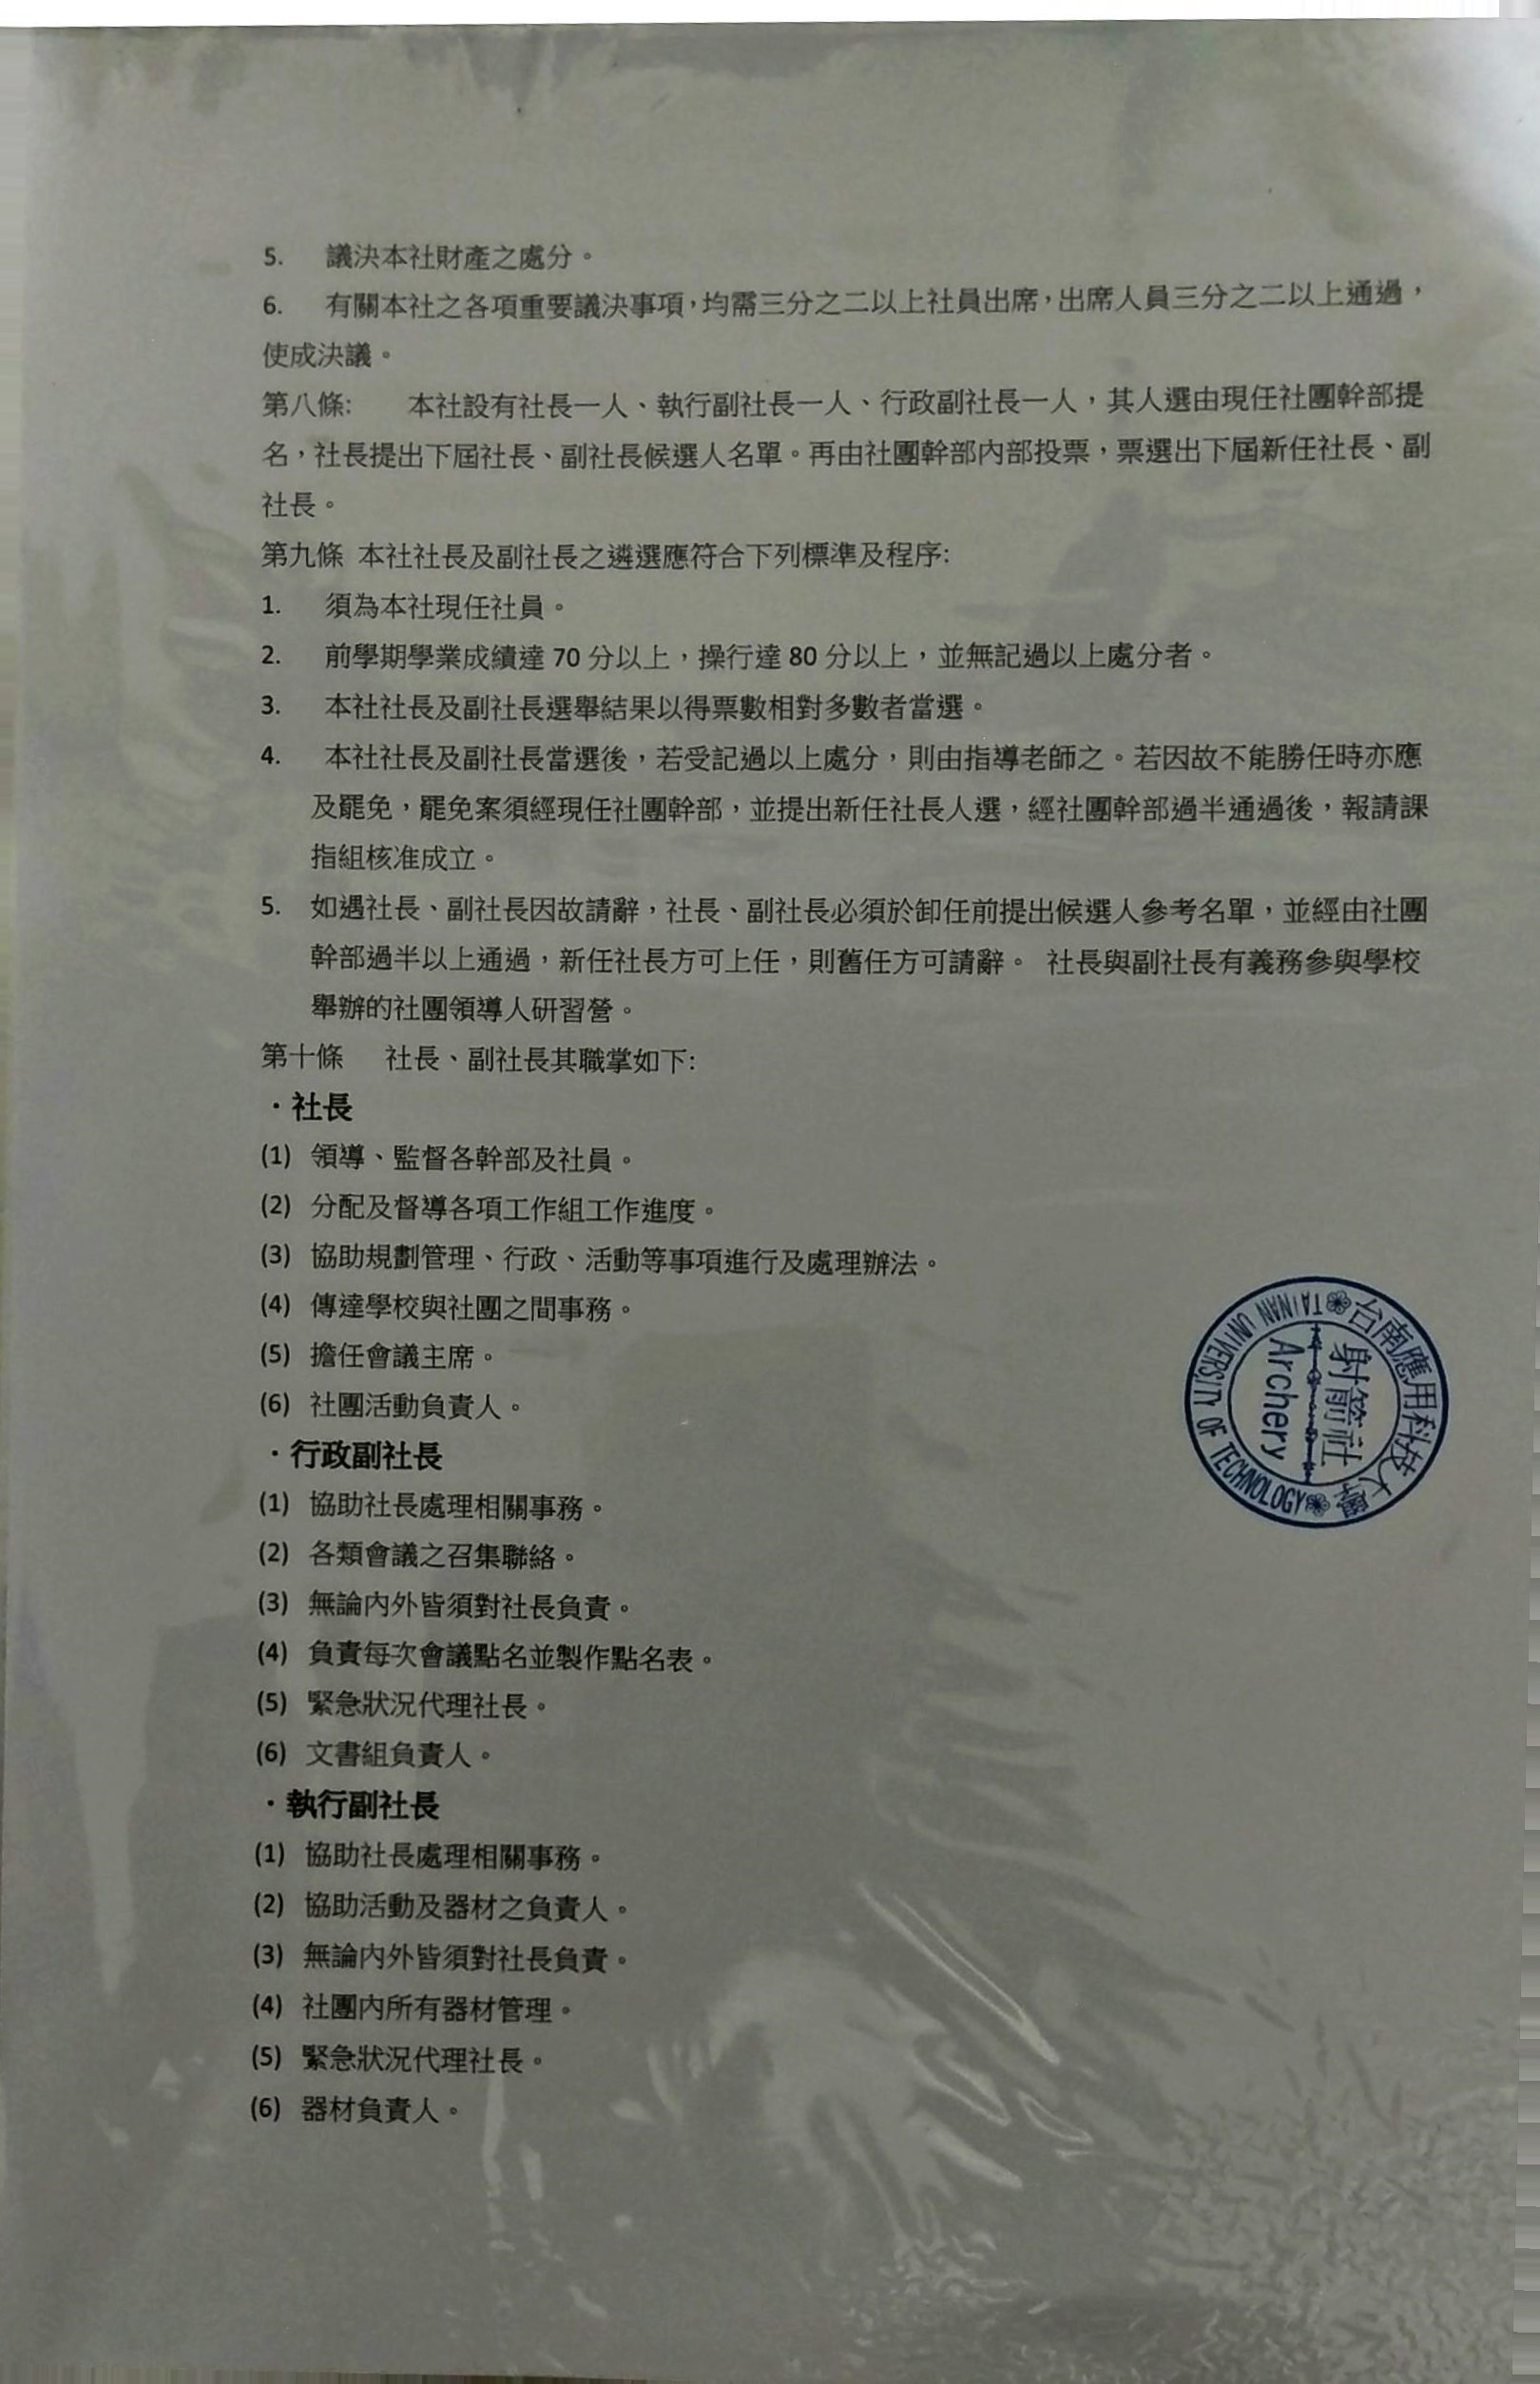 5. 議決本社財產之處分。
6. 有關本社之各項重要議決事項,均需三分之二以上社員出席,出席人員三分之二以上通過,
使成決議。
第八條: 本社設有社長一人、執行副社長一人、行政副社長一人,其人選由現任社團幹部提
名,社長提出下屆社長、副社長候選人名單。再由社團幹部內部投票,票選出下屆新任社長、副
社長。
第九條 本社社長及副社長之遴選應符合下列標準及程序:
1. 須為本社現任社員。
2. 前學期學業成績達 70 分以上,操行達 80 分以上,並無記過以上處分者。
3. 本社社長及副社長選舉結果以得票數相對多數者當選。
4. 本社社長及副社長當選後,若受記過以上處分,則由指導老師之。若因故不能勝任時亦應
及罷免,罷免案須經現任社團幹部,並提出新任社長人選,經社團幹部過半通過後,報請課
指組核准成立。
5. 如遇社長、副社長因故請辭,社長、副社長必須於卸任前提出候選人參考名單,並經由社團
幹部過半以上通過,新任社長方可上任,則舊任方可請辭。 社長與副社長有義務參與學校
舉辦的社團領導人研習營。
第十條 社長、副社長其職掌如下:
・社長
(1) 領導、監督各幹部及社員。
(2) 分配及督導各項工作組工作進度。
(3) 協助規劃管理、行政、活動等事項進行及處理辦法。
(4) 傳達學校與社團之間事務。
(5) 擔任會議主席。
(6) 社團活動負責人。
・行政副社長
(1) 協助社長處理相關事務。
(2) 各類會議之召集聯絡。
(3) 無論內外皆須對社長負責。
(4) 負責每次會議點名並製作點名表。
(5) 緊急狀況代理社長。
(6) 文書組負責人。
・執行副社長
(1) 協助社長處理相關事務。
(2) 協助活動及器材之負責人。
(3) 無論內外皆須對社長負責。
(4) 社團內所有器材管理。
(5) 緊急狀況代理社長。
(6) 器材負責人。
台南應用科技大學
射箭社
Archery
TAINAN UNIVERSITY OF TECHNOLOGY